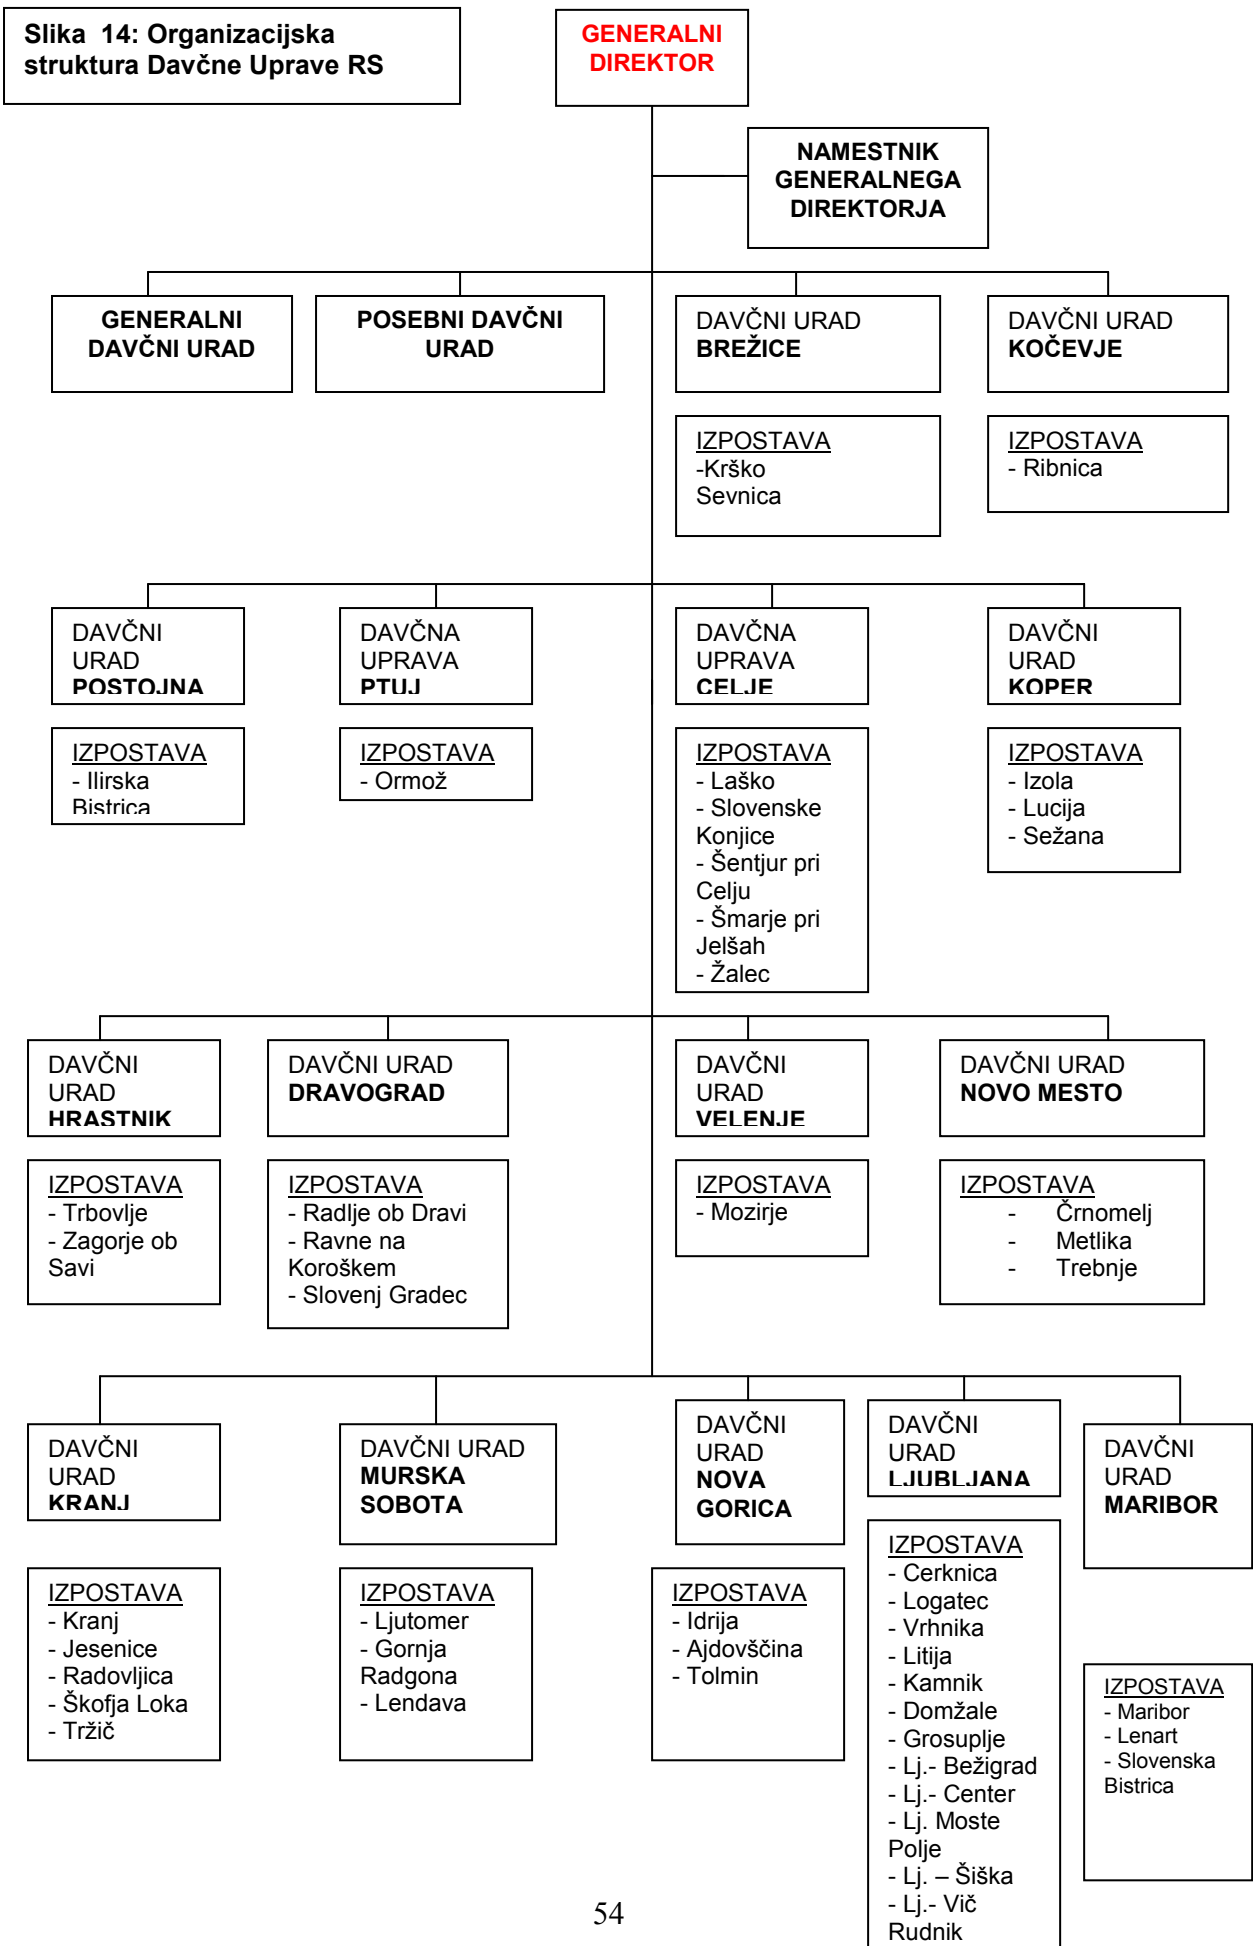 Slika  14: Organizacijska
struktura Davčne Uprave RS
GENERALNI
DIREKTOR
NAMESTNIK
GENERALNEGA
DIREKTORJA
GENERALNI
DAVČNI URAD
POSEBNI DAVČNI
URAD
DAVČNI URAD
BREŽICE
DAVČNI URAD
KOČEVJE
IZPOSTAVA
-Krško
Sevnica
IZPOSTAVA
- Ribnica
DAVČNI
URAD
POSTOJNA
DAVČNA
UPRAVA
PTUJ
DAVČNA
UPRAVA
CELJE
DAVČNI
URAD
KOPER
IZPOSTAVA
- Ilirska
Bistrica
IZPOSTAVA
- Ormož
IZPOSTAVA
- Laško
- Slovenske
Konjice
- Šentjur pri
Celju
- Šmarje pri
Jelšah
- Žalec
IZPOSTAVA
- Izola
- Lucija
- Sežana
DAVČNI
URAD
HRASTNIK
DAVČNI URAD
DRAVOGRAD
DAVČNI
URAD
VELENJE
DAVČNI URAD
NOVO MESTO
IZPOSTAVA
- Trbovlje
- Zagorje ob
Savi
IZPOSTAVA
- Radlje ob Dravi
- Ravne na
Koroškem
- Slovenj Gradec
IZPOSTAVA
- Mozirje
IZPOSTAVA
- Črnomelj
- Metlika
- Trebnje
DAVČNI
URAD
KRANJ
DAVČNI URAD
MURSKA
SOBOTA
DAVČNI
URAD
NOVA
GORICA
DAVČNI
URAD
LJUBLJANA
DAVČNI
URAD
MARIBOR
IZPOSTAVA
- Kranj
- Jesenice
- Radovljica
- Škofja Loka
- Tržič
IZPOSTAVA
- Ljutomer
- Gornja
Radgona
- Lendava
IZPOSTAVA
- Idrija
- Ajdovščina
- Tolmin
IZPOSTAVA
- Cerknica
- Logatec
- Vrhnika
- Litija
- Kamnik
- Domžale
- Grosuplje
- Lj.- Bežigrad
- Lj.- Center
- Lj. Moste
Polje
- Lj. – Šiška
- Lj.- Vič
Rudnik
IZPOSTAVA
- Maribor
- Lenart
- Slovenska
Bistrica
54